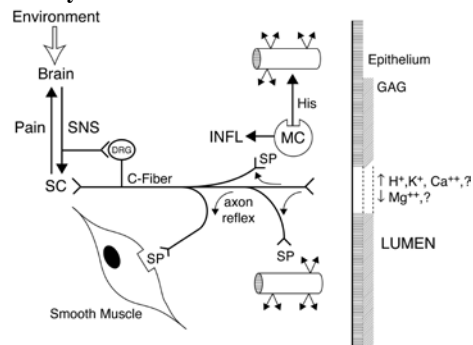 Environment
Brain
Pain
SNS
DRG
SC
C-Fiber
SP
axon
reflex
SP
SP
Smooth Muscle
His
INFL
MC
Epithelium
GAG
↑ H⁺,K⁺, Ca⁺⁺,?
↓ Mg⁺⁺,?
LUMEN